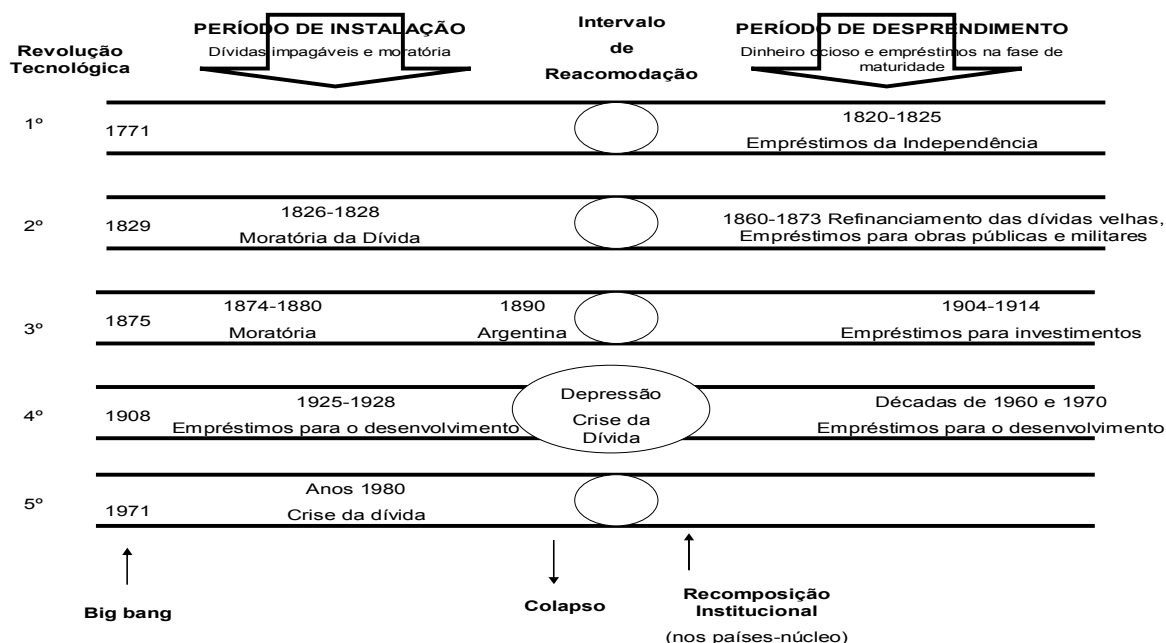 Revolução
Tecnológica
PERÍODO DE INSTALAÇÃO
Dívidas impagáveis e moratória
Intervalo
de
Reacomodação
PERÍODO DE DESPRENDIMENTO
Dinheiro ocioso e empréstimos na fase de
maturidade
1º
1771
1820-1825
Empréstimos da Independência
2º
1829
1826-1828
Moratória da Dívida
1860-1873 Refinanciamento das dívidas velhas,
Empréstimos para obras públicas e militares
3º
1875
1874-1880
Moratória
1890
Argentina
1904-1914
Empréstimos para investimentos
4º
1908
1925-1928
Empréstimos para o desenvolvimento
Depressão
Crise da
Dívida
Décadas de 1960 e 1970
Empréstimos para o desenvolvimento
5º
1971
Anos 1980
Crise da dívida
Big bang
Colapso
Recomposição
Institucional
(nos países-núcleo)